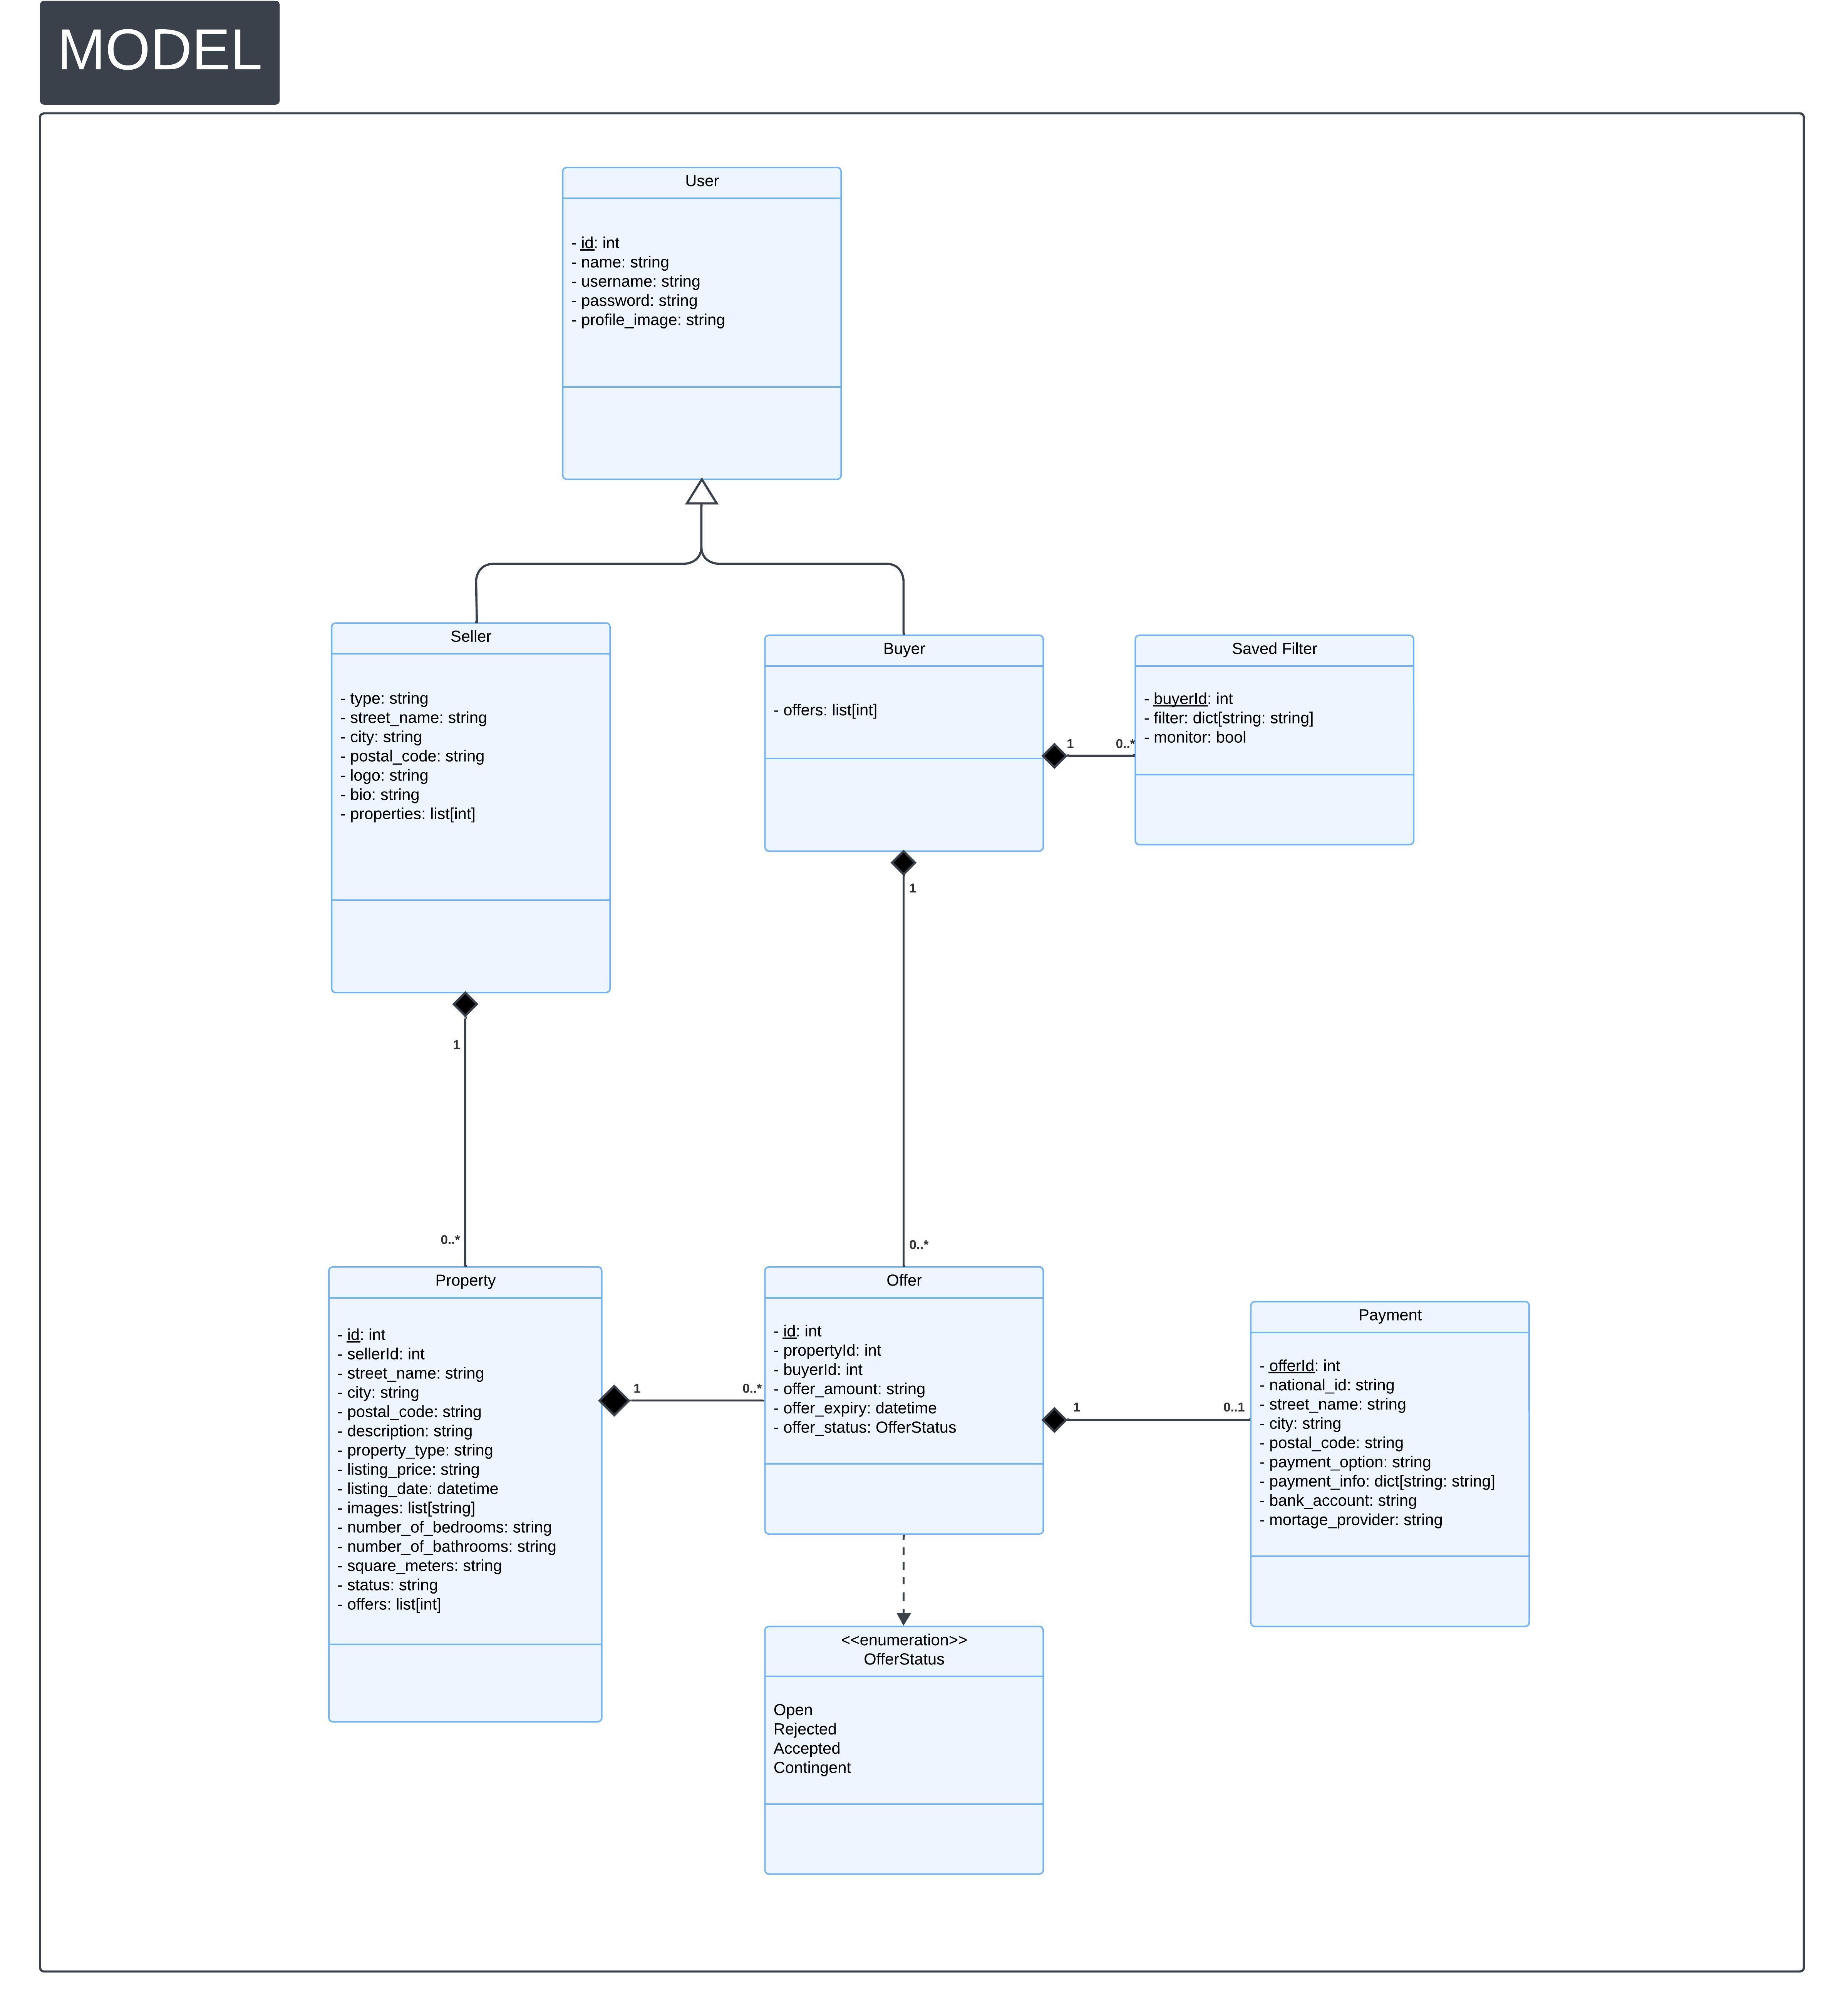 MODEL
User
- id: int
- name: string
- username: string
- password: string
- profile_image: string
Seller
- type: string
- street_name: string
- city: string
- postal_code: string
- logo: string
- bio: string
- properties: list[int]
Buyer
- offers: list[int]
1
0..*
Saved Filter
- buyerId: int
- filter: dict[string: string]
- monitor: bool
1
0..*
1
0..*
Property
- id: int
- sellerId: int
- street_name: string
- city: string
- postal_code: string
- description: string
- property_type: string
- listing_price: string
- listing_date: datetime
- images: list[string]
- number_of_bedrooms: string
- number_of_bathrooms: string
- square_meters: string
- status: string
- offers: list[int]
1
0..*
Offer
- id: int
- propertyId: int
- buyerId: int
- offer_amount: string
- offer_expiry: datetime
- offer_status: OfferStatus
1
0..1
Payment
- offerId: int
- national_id: string
- street_name: string
- city: string
- postal_code: string
- payment_option: string
- payment_info: dict[string: string]
- bank_account: string
- mortage_provider: string
<<enumeration>>
OfferStatus
Open
Rejected
Accepted
Contingent